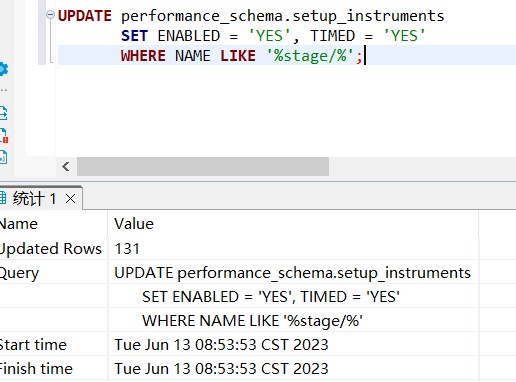 UPDATE performance_schema.setup_instruments
SET ENABLED = 'YES', TIMED = 'YES'
WHERE NAME LIKE '%stage/%';
统计 1
Name Value
Updated Rows 131
Query UPDATE performance_schema.setup_instruments
SET ENABLED = 'YES', TIMED = 'YES'
WHERE NAME LIKE '%stage/%'
Start time Tue Jun 13 08:53:53 CST 2023
Finish time Tue Jun 13 08:53:53 CST 2023